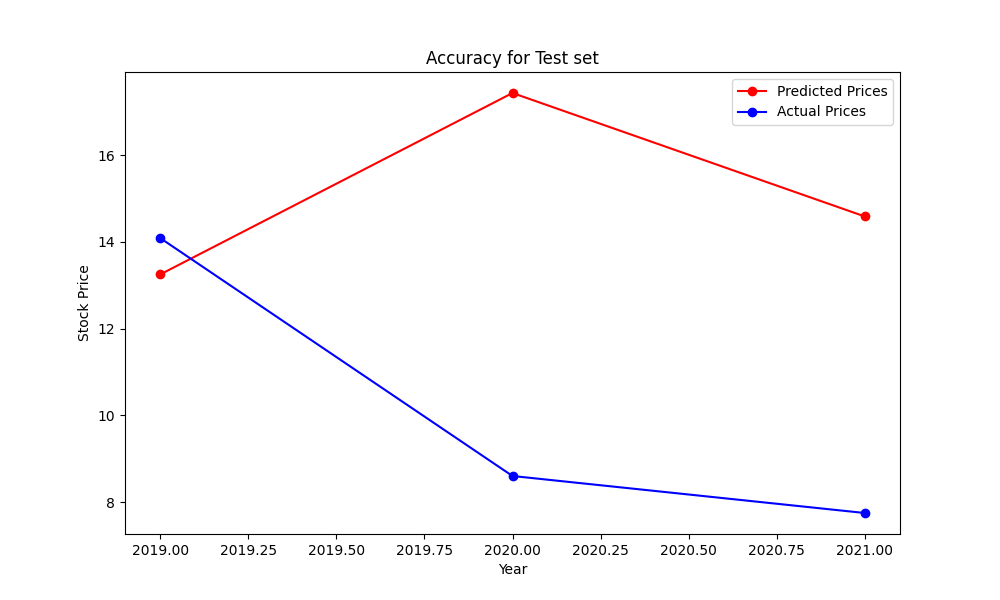 Accuracy for Test set
Predicted Prices
Actual Prices
16
14
12
10
8
Stock Price
2019.00 2019.25 2019.50 2019.75 2020.00 2020.25 2020.50 2020.75 2021.00
Year